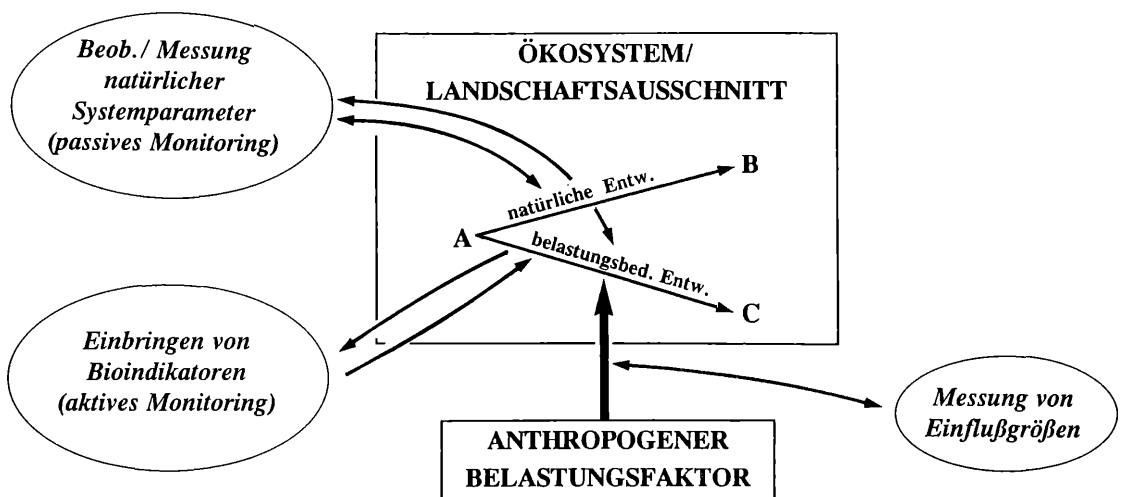 Beob./ Messung
natürlicher
Systemparameter
(passives Monitoring)
ÖKOSYSTEM/
LANDSCHAFTSAUSSCHNITT
B
natürliche Entw.
A
belastungsbed. Entw.
C
Einbringen von
Bioindikatoren
(aktives Monitoring)
Messung von
Einflußgrößen
ANTHROPOGENER
BELASTUNGSFAKTOR